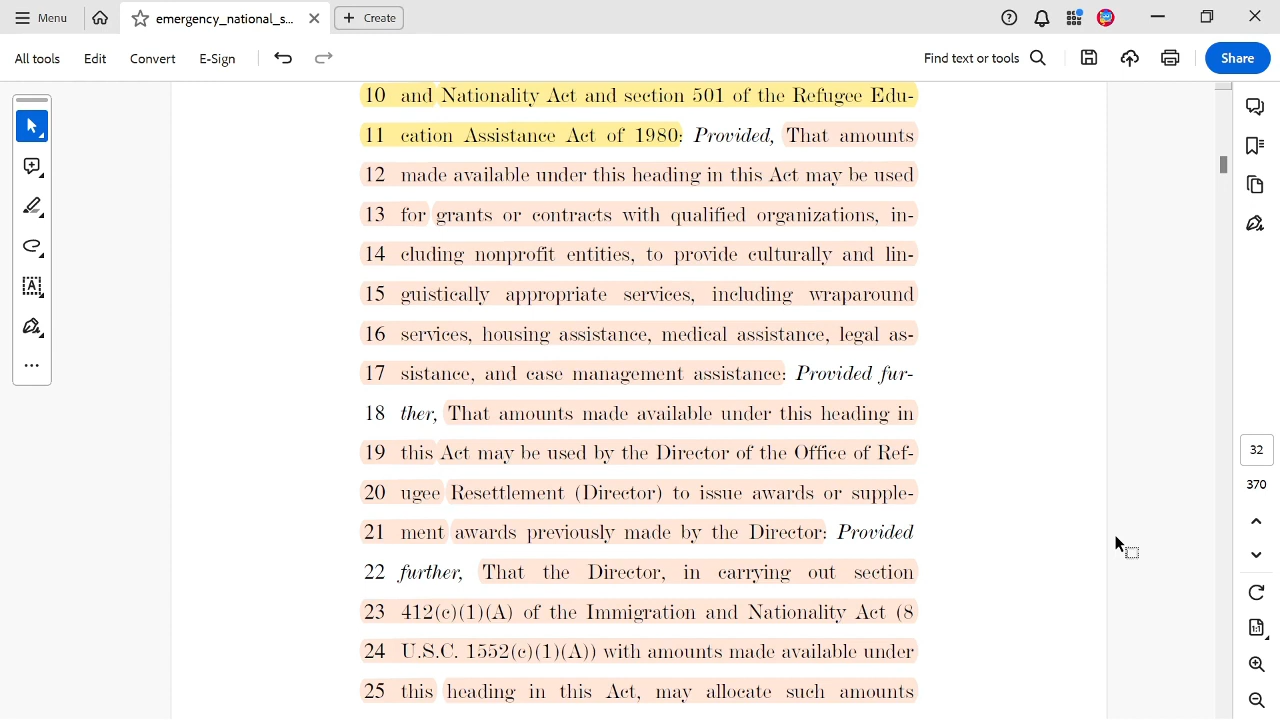 Menu
emergency_national_s...
Create
All tools
Edit
Convert
E-Sign
Find text or tools
Share
10 and Nationality Act and section 501 of the Refugee Edu-
11 cation Assistance Act of 1980: Provided, That amounts
12 made available under this heading in this Act may be used
13 for grants or contracts with qualified organizations, in-
14 cluding nonprofit entities, to provide culturally and lin-
15 guistically appropriate services, including wraparound
16 services, housing assistance, medical assistance, legal as-
17 sistance, and case management assistance: Provided fur-
18 ther, That amounts made available under this heading in
19 this Act may be used by the Director of the Office of Ref-
20 ugee Resettlement (Director) to issue awards or supple-
21 ment awards previously made by the Director: Provided
22 further, That the Director, in carrying out section
23 412(c)(1)(A) of the Immigration and Nationality Act (8
24 U.S.C. 1552(c)(1)(A)) with amounts made available under
25 this heading in this Act, may allocate such amounts
32
370
1:1